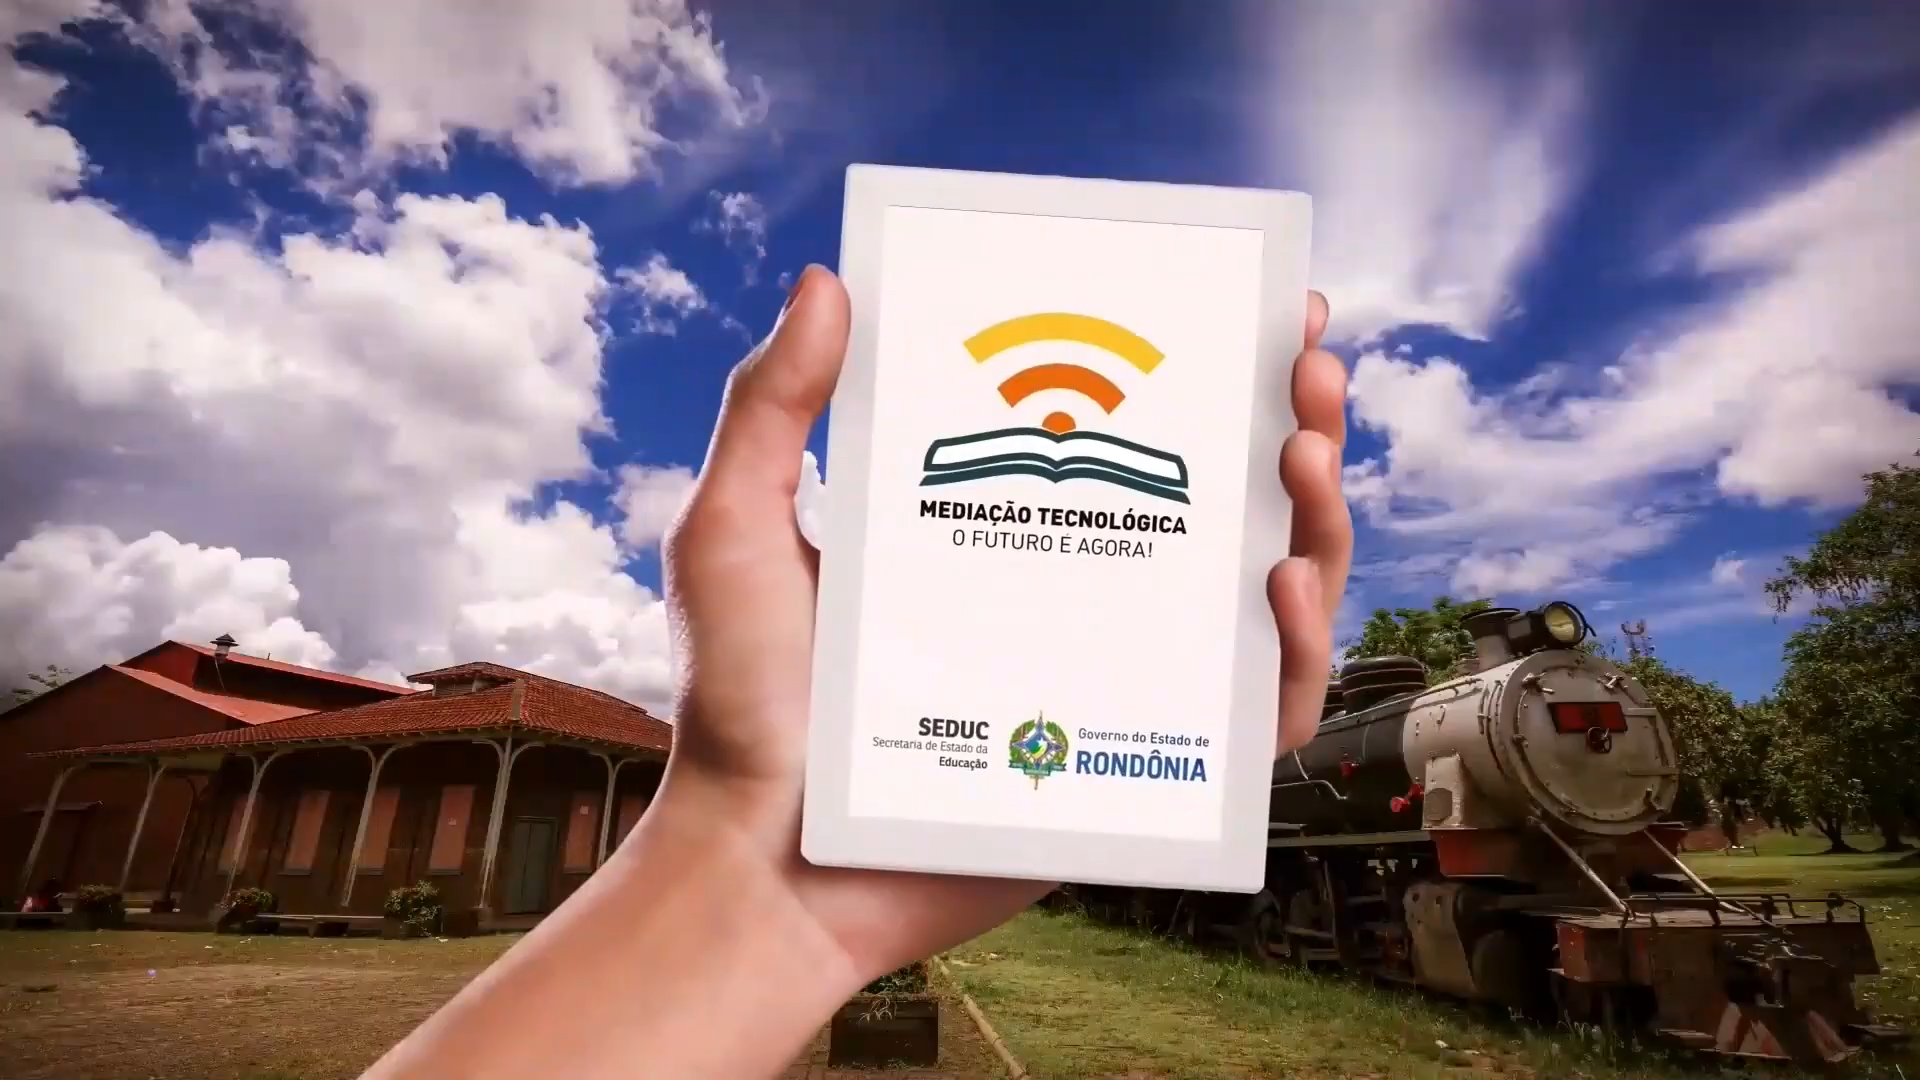 MEDIAÇÃO TECNOLÓGICA
O FUTURO É AGORA!
SEDUC
Secretaria de Estado da
Educação
Governo do Estado de
RONDÔNIA